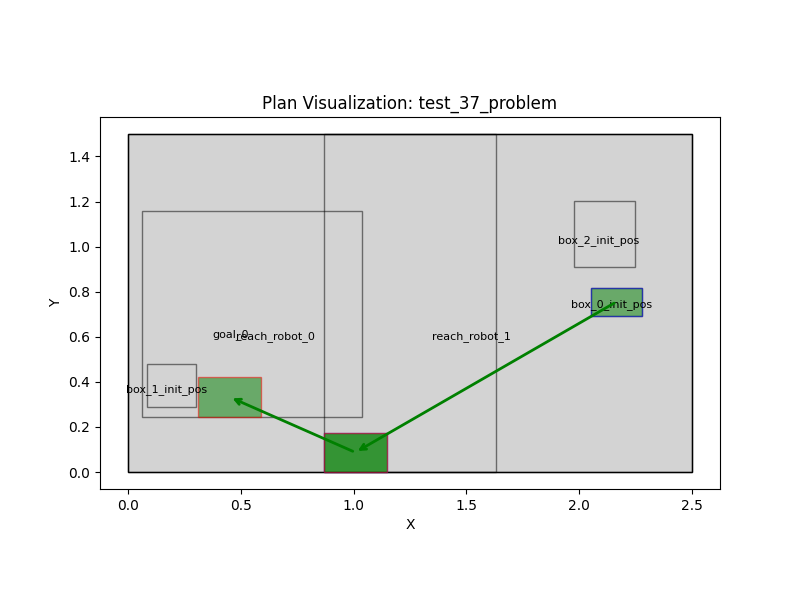 Plan Visualization: test_37_problem
Y
1.4
1.2
1.0
0.8
0.6
0.4
0.2
0.0
box_2_init_pos
box_0_init_pos
goal_0
reach_robot_0
reach_robot_1
box_1_init_pos
0.0 0.5 1.0 1.5 2.0 2.5
X